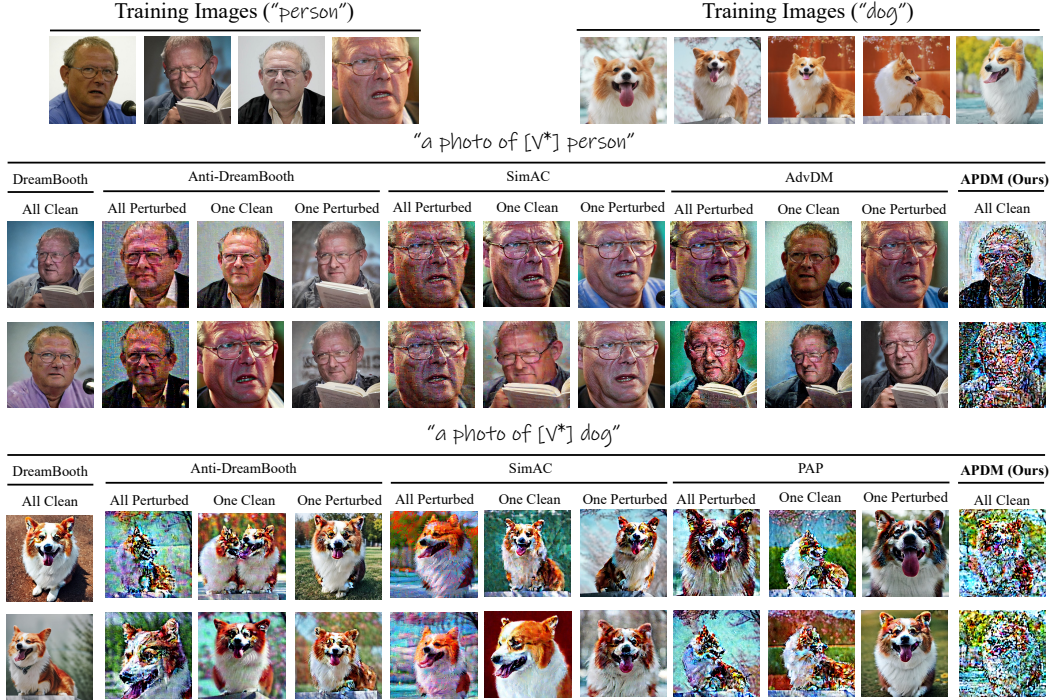 Training Images (“person”)
Training Images (“dog”)
“a photo of [V*] person”
DreamBooth
Anti-DreamBooth
SimAC
AdvDM
APDM (Ours)
All Clean
All Perturbed
One Clean
One Perturbed
All Perturbed
One Clean
One Perturbed
All Perturbed
One Clean
One Perturbed
All Clean
“a photo of [V*] dog”
DreamBooth
Anti-DreamBooth
SimAC
PAP
APDM (Ours)
All Clean
All Perturbed
One Clean
One Perturbed
All Perturbed
One Clean
One Perturbed
All Perturbed
One Clean
One Perturbed
All Clean